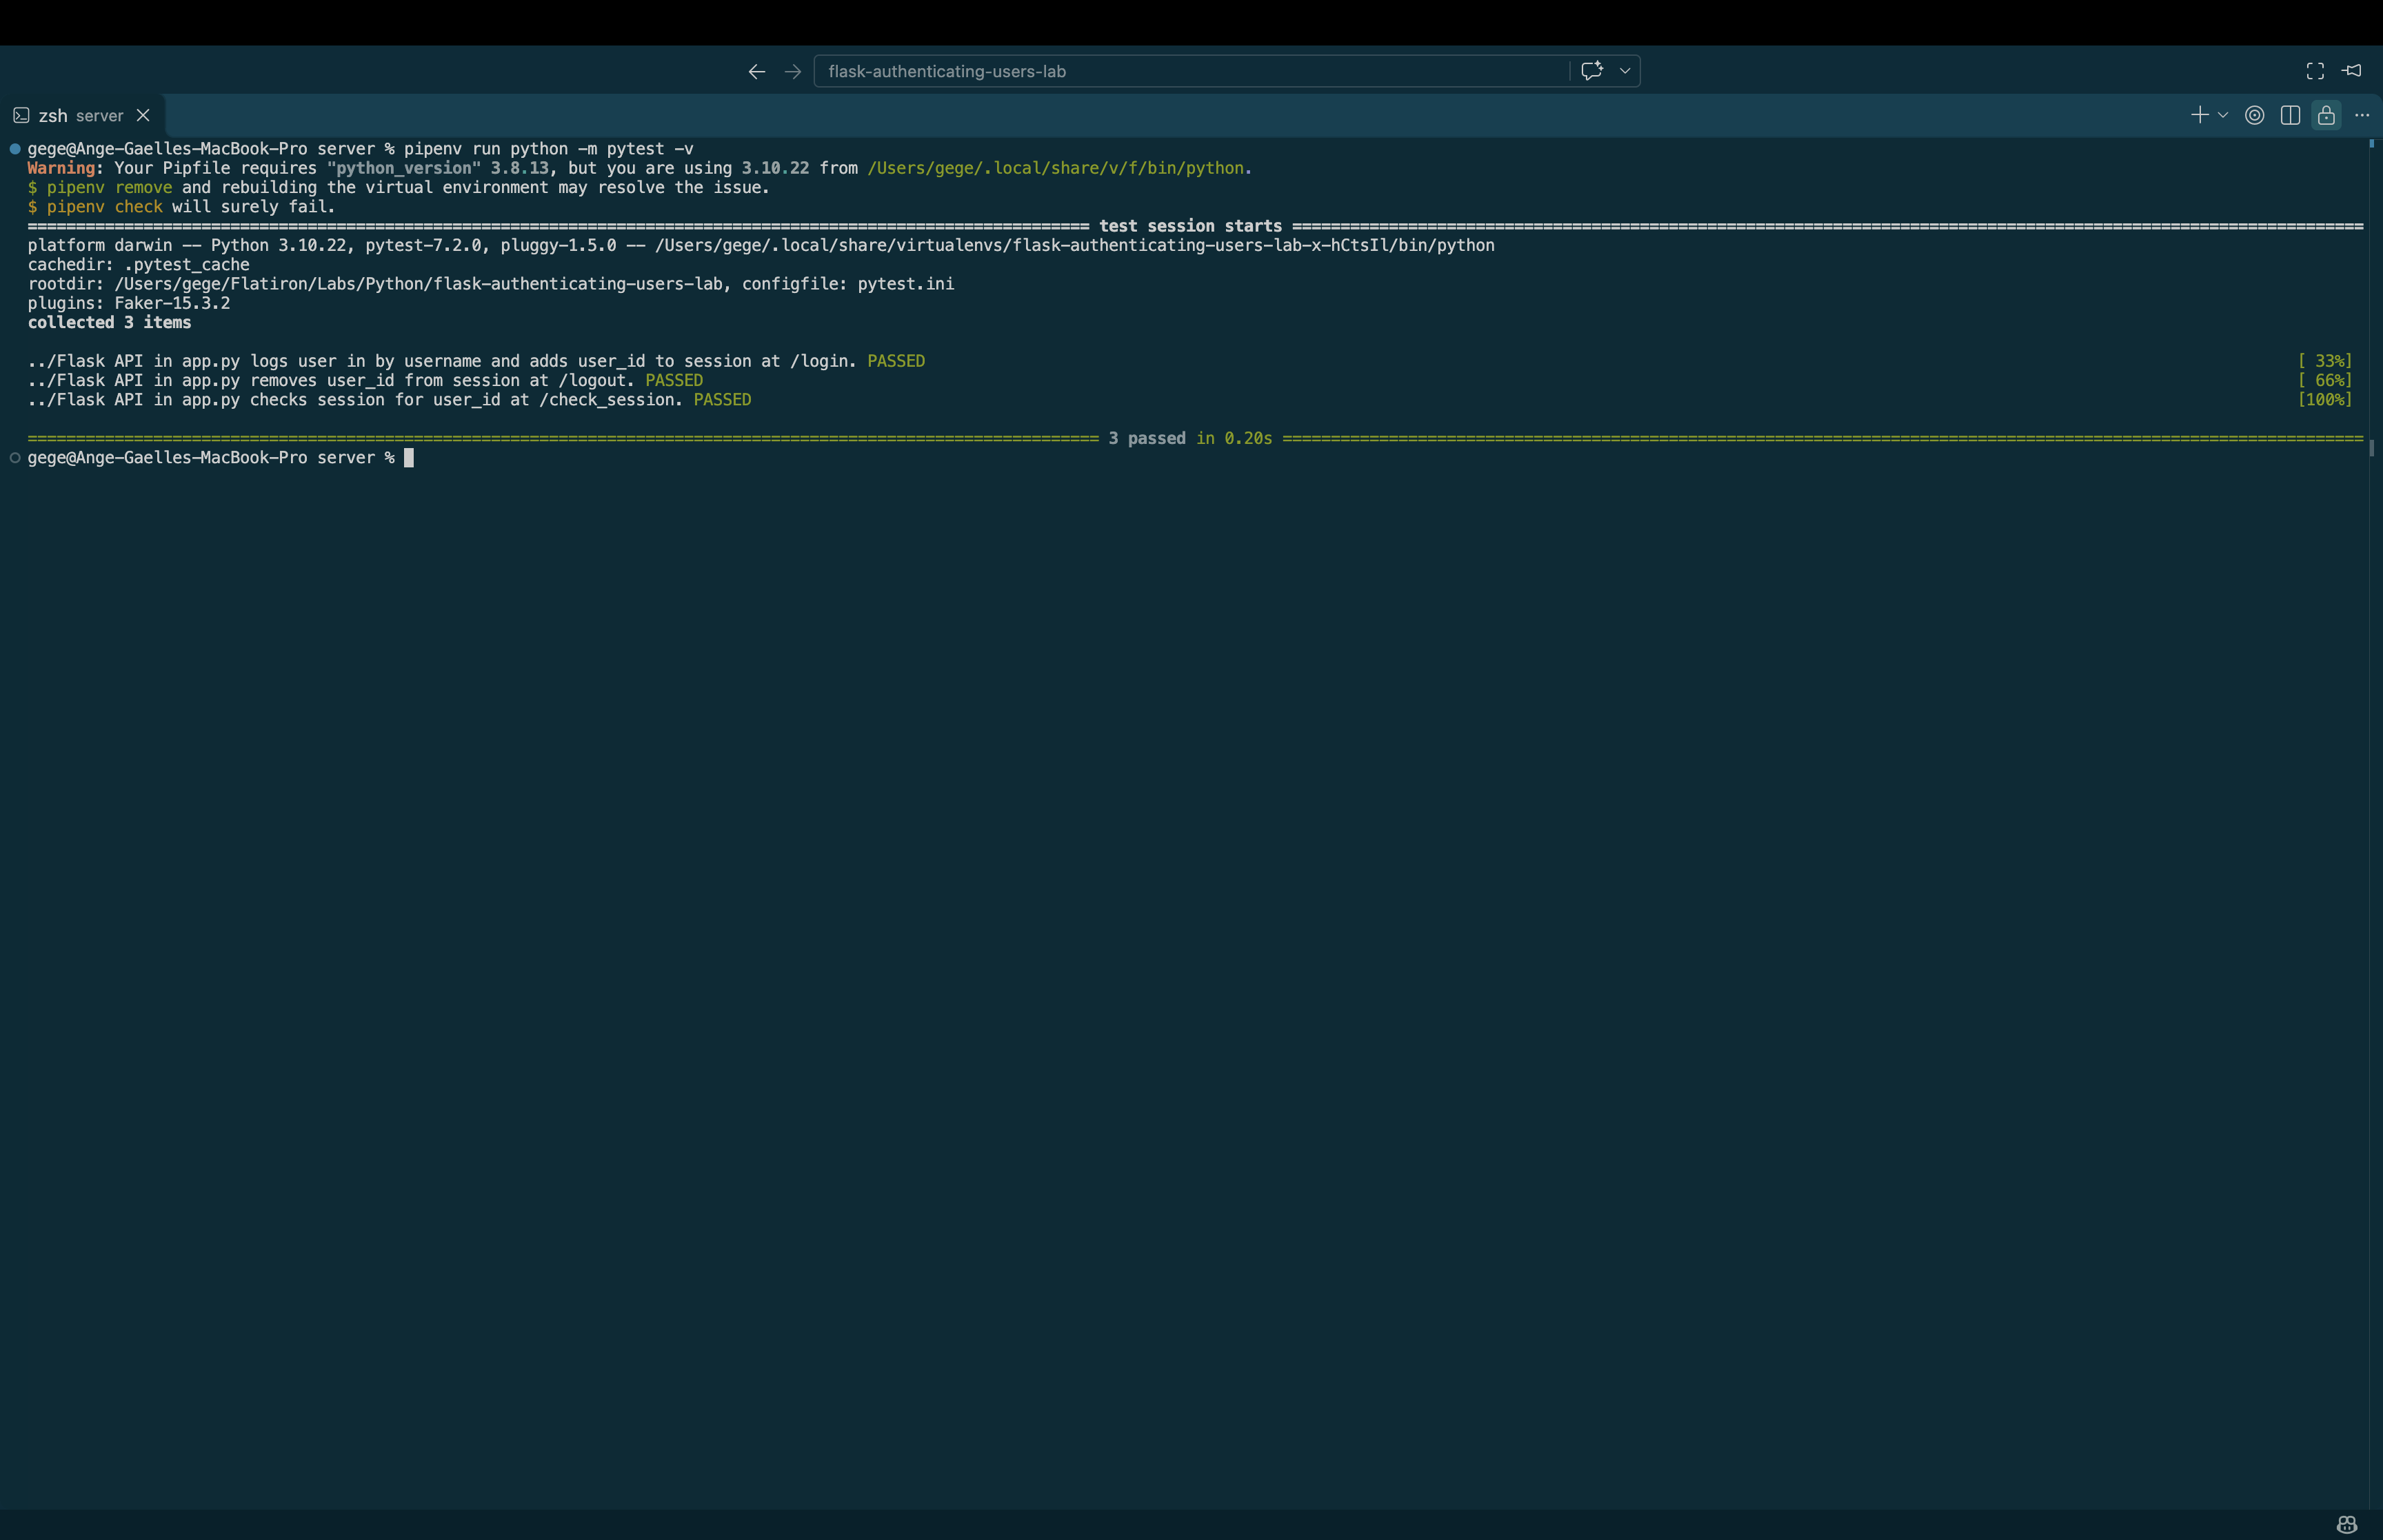 flask-authenticating-users-lab
zsh server
gege@Ange-Gaelles-MacBook-Pro server % pipenv run python -m pytest -v
Warning: Your Pipfile requires "python_version" 3.8.13, but you are using 3.10.22 from /Users/gege/.local/share/v/f/bin/python.
$ pipenv remove and rebuilding the virtual environment may resolve the issue.
$ pipenv check will surely fail.
test session starts
platform darwin -- Python 3.10.22, pytest-7.2.0, pluggy-1.5.0 -- /Users/gege/.local/share/virtualenvs/flask-authenticating-users-lab-x-hCtsIl/bin/python
cachedir: .pytest_cache
rootdir: /Users/gege/Flatiron/Labs/Python/flask-authenticating-users-lab, configfile: pytest.ini
plugins: Faker-15.3.2
collected 3 items
../Flask API in app.py logs user in by username and adds user_id to session at /login. PASSED [ 33%]
../Flask API in app.py removes user_id from session at /logout. PASSED [ 66%]
../Flask API in app.py checks session for user_id at /check_session. PASSED [100%]
3 passed in 0.20s
gege@Ange-Gaelles-MacBook-Pro server %